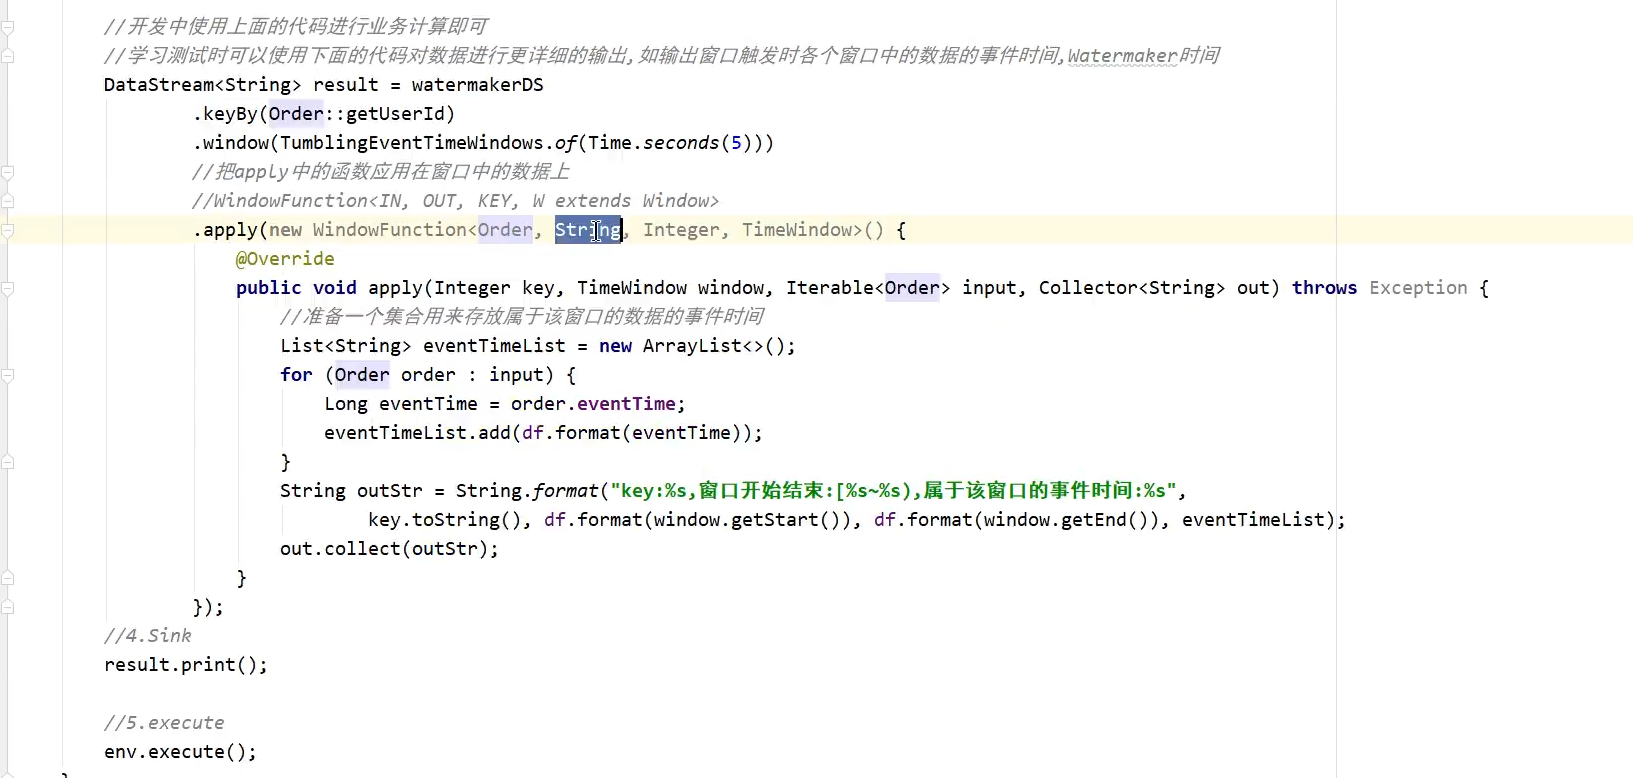 //开发中使用上面的代码进行业务计算即可
//学习测试时可以使用下面的代码对数据进行更详细的输出,如输出窗口触发时各个窗口中的数据的事件时间,Watermaker时间
DataStream<String> result = watermakerDS
.keyBy(Order::getUserId)
.window(TumblingEventTimeWindows.of(Time.seconds(5)))
//把apply中的函数应用在窗口中的数据上
//WindowFunction<IN, OUT, KEY, W extends Window>
.apply(new WindowFunction<Order, String, Integer, TimeWindow>() {
@Override
public void apply(Integer key, TimeWindow window, Iterable<Order> input, Collector<String> out) throws Exception {
//准备一个集合用来存放属于该窗口的数据的事件时间
List<String> eventTimeList = new ArrayList<>();
for (Order order : input) {
Long eventTime = order.eventTime;
eventTimeList.add(df.format(eventTime));
}
String outStr = String.format("key:%s,窗口开始结束:[%s~%s),属于该窗口的事件时间:%s",
key.toString(), df.format(window.getStart()), df.format(window.getEnd()), eventTimeList);
out.collect(outStr);
}
});
//4.Sink
result.print();
//5.execute
env.execute();